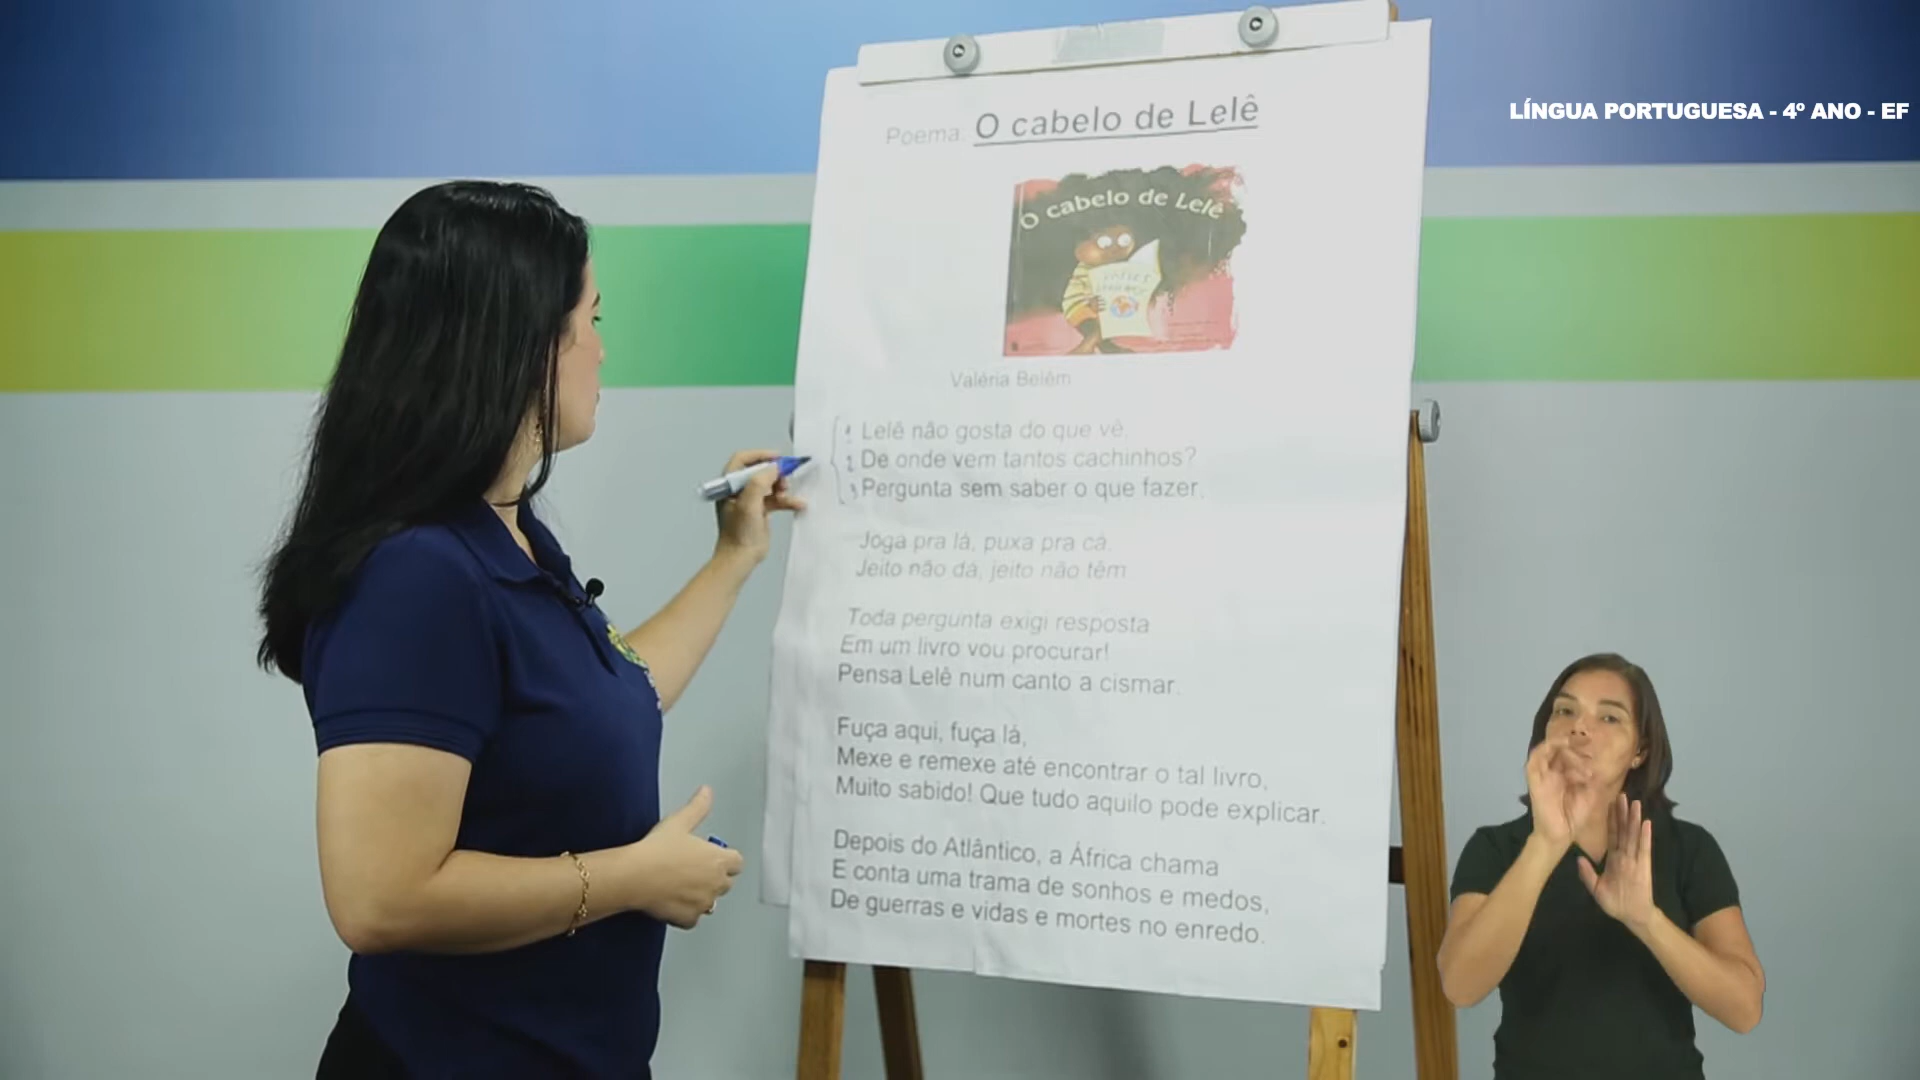 LÍNGUA PORTUGUESA - 4º ANO - EF
Poema: O cabelo de Lelê
O cabelo de Lelê
Valéria Belém
1 Lelê não gosta do que vê.
2 De onde vem tantos cachinhos?
3 Pergunta sem saber o que fazer.
Joga pra lá, puxa pra cá.
Jeito não dá, jeito não têm
Toda pergunta exigi resposta
Em um livro vou procurar!
Pensa Lelê num canto a cismar.
Fuça aqui, fuça lá,
Mexe e remexe até encontrar o tal livro,
Muito sabido! Que tudo aquilo pode explicar.
Depois do Atlântico, a África chama
E conta uma trama de sonhos e medos,
De guerras e vidas e mortes no enredo.